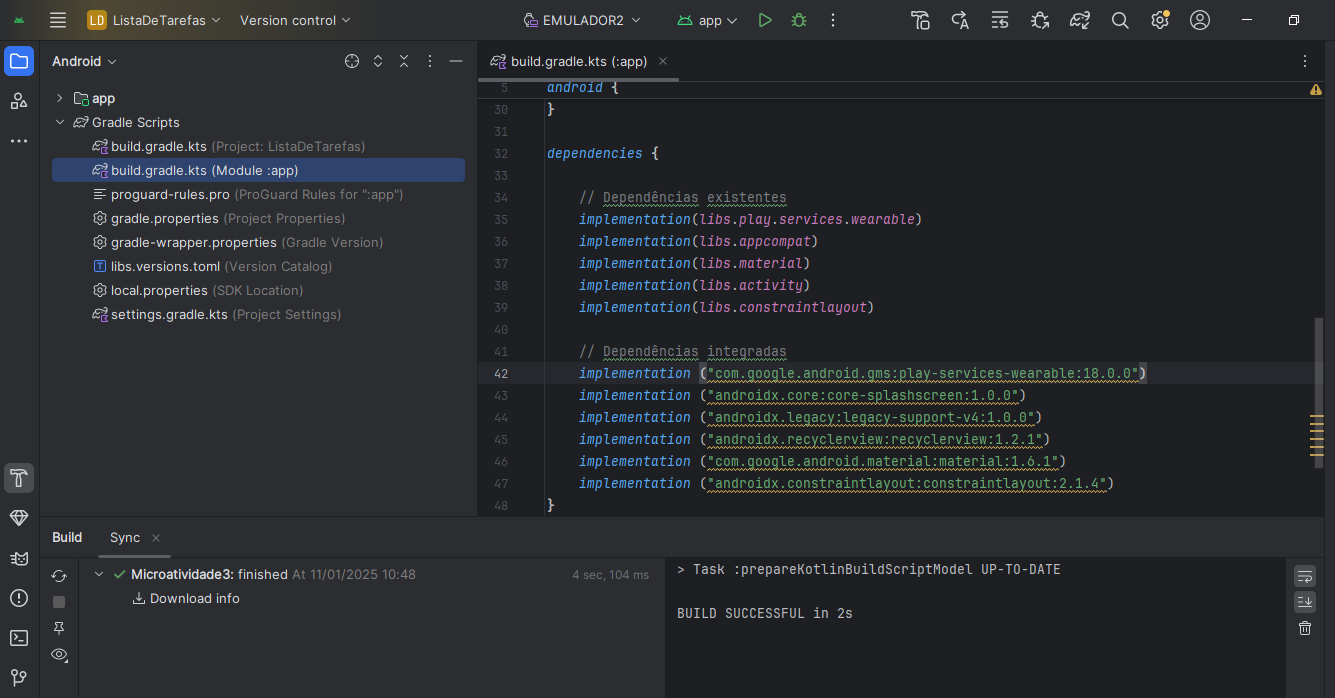 LD ListaDeTarefas Version control EMULADOR2 app
Android
app
Gradle Scripts
build.gradle.kts (Project: ListaDeTarefas)
build.gradle.kts (Module :app)
proguard-rules.pro (ProGuard Rules for ":app")
gradle.properties (Project Properties)
gradle-wrapper.properties (Gradle Version)
libs.versions.toml (Version Catalog)
local.properties (SDK Location)
settings.gradle.kts (Project Settings)
build.gradle.kts (:app)
5 android {
30 }
31
32 dependencies {
33
34 // Dependências existentes
35 implementation(libs.play.services.wearable)
36 implementation(libs.appcompat)
37 implementation(libs.material)
38 implementation(libs.activity)
39 implementation(libs.constraintlayout)
40
41 // Dependências integradas
42 implementation ("com.google.android.gms:play-services-wearable:18.0.0")
43 implementation ("androidx.core:core-splashscreen:1.0.0")
44 implementation ("androidx.legacy:legacy-support-v4:1.0.0")
45 implementation ("androidx.recyclerview:recyclerview:1.2.1")
46 implementation ("com.google.android.material:material:1.6.1")
47 implementation ("androidx.constraintlayout:constraintlayout:2.1.4")
48 }
Build Sync
Microatividade3: finished At 11/01/2025 10:48 4 sec, 104 ms
Download info
> Task :prepareKotlinBuildScriptModel UP-TO-DATE
BUILD SUCCESSFUL in 2s